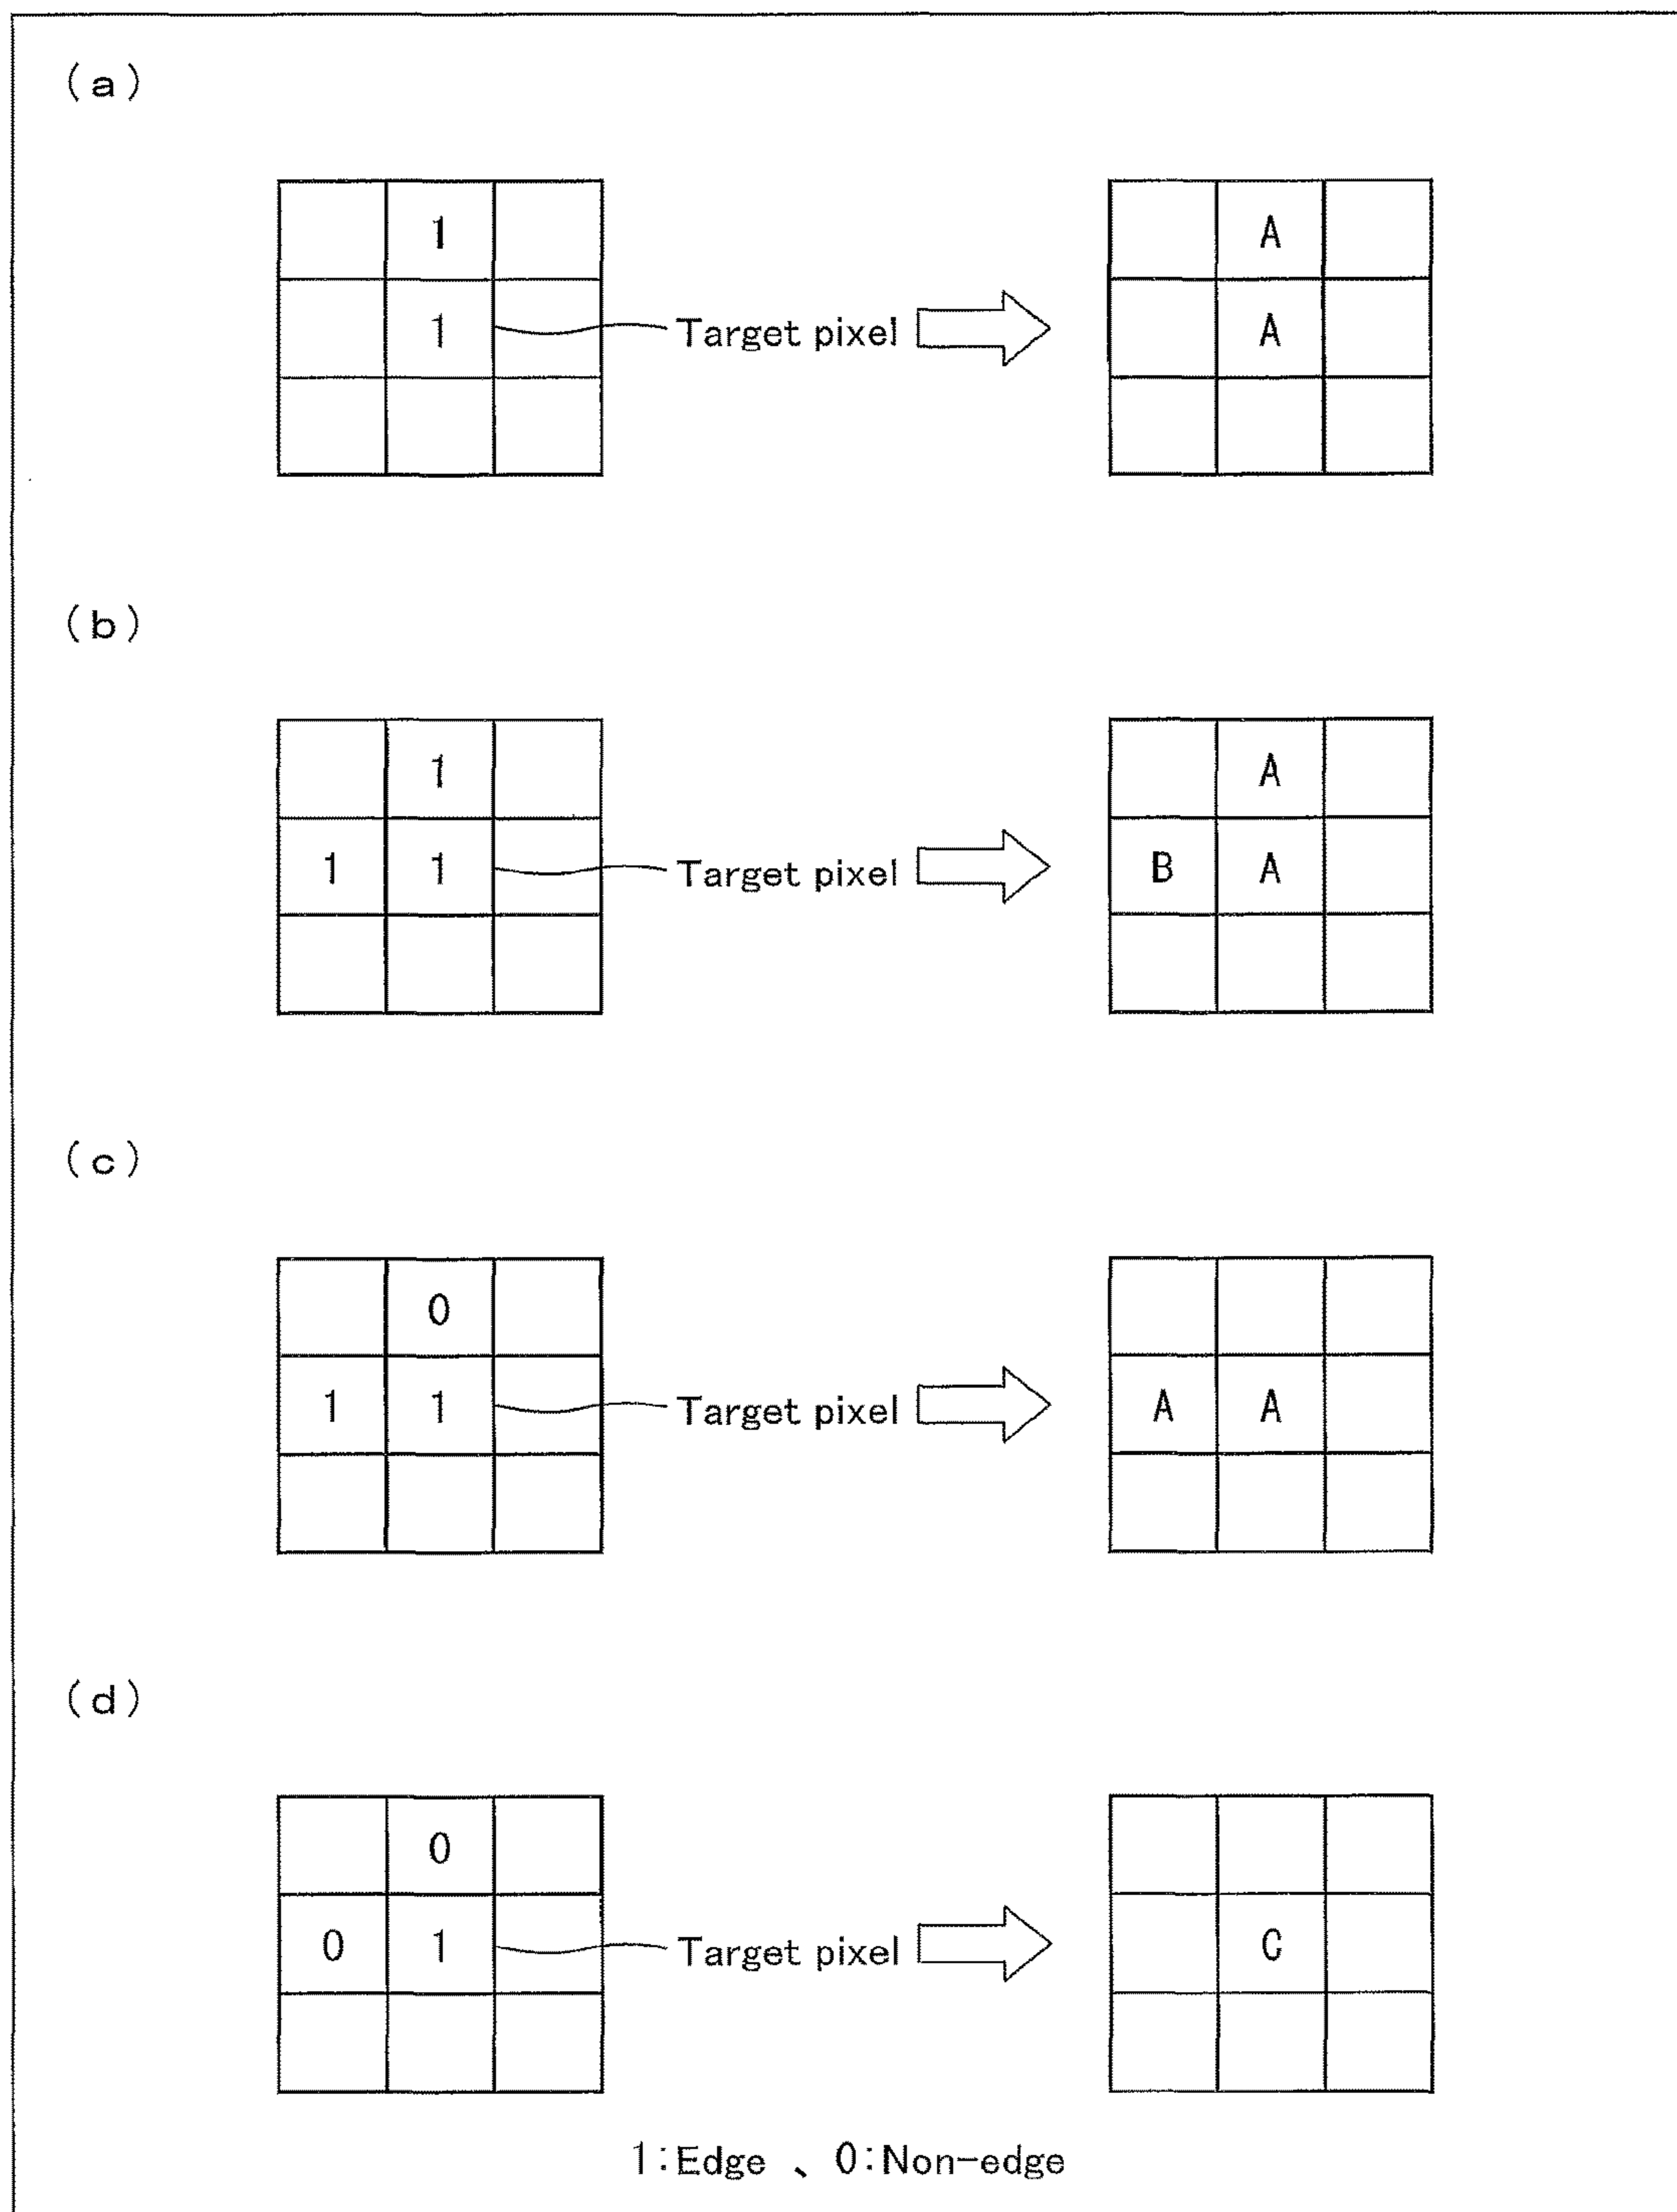 (a)
1 A
1 Target pixel A
(b)
1 A
1 1 Target pixel B A
(c)
0
1 1 Target pixel A A
(d)
0
0 1 Target pixel C
1:Edge 、 0:Non-edge